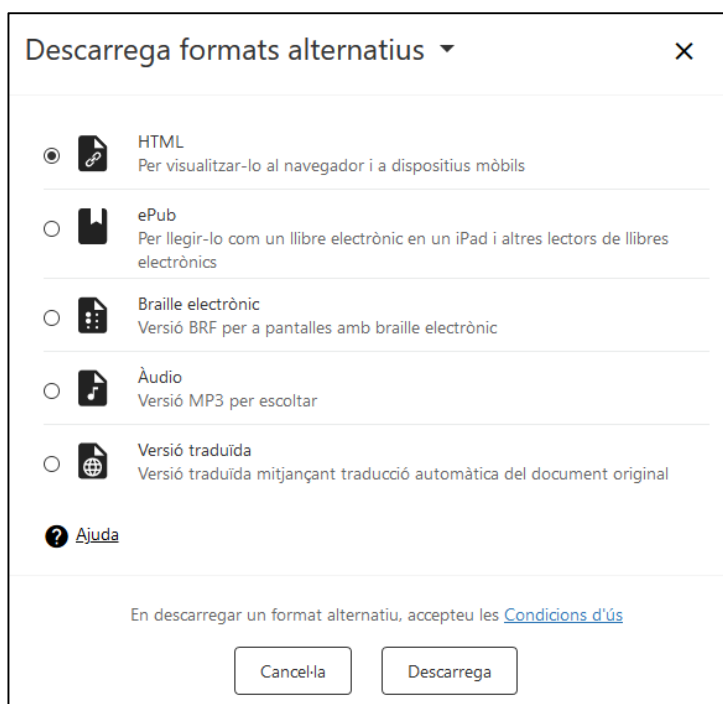 Descarrega formats alternatius
HTML
Per visualitzar-lo al navegador i a dispositius mòbils
ePub
Per llegir-lo com un llibre electrònic en un iPad i altres lectors de llibres
electrònics
Braille electrònic
Versió BRF per a pantalles amb braille electrònic
Àudio
Versió MP3 per escoltar
Versió traduïda
Versió traduïda mitjançant traducció automàtica del document original
? Ajuda
En descarregar un format alternatiu, accepteu les Condicions d'ús
Cancel·la Descarrega